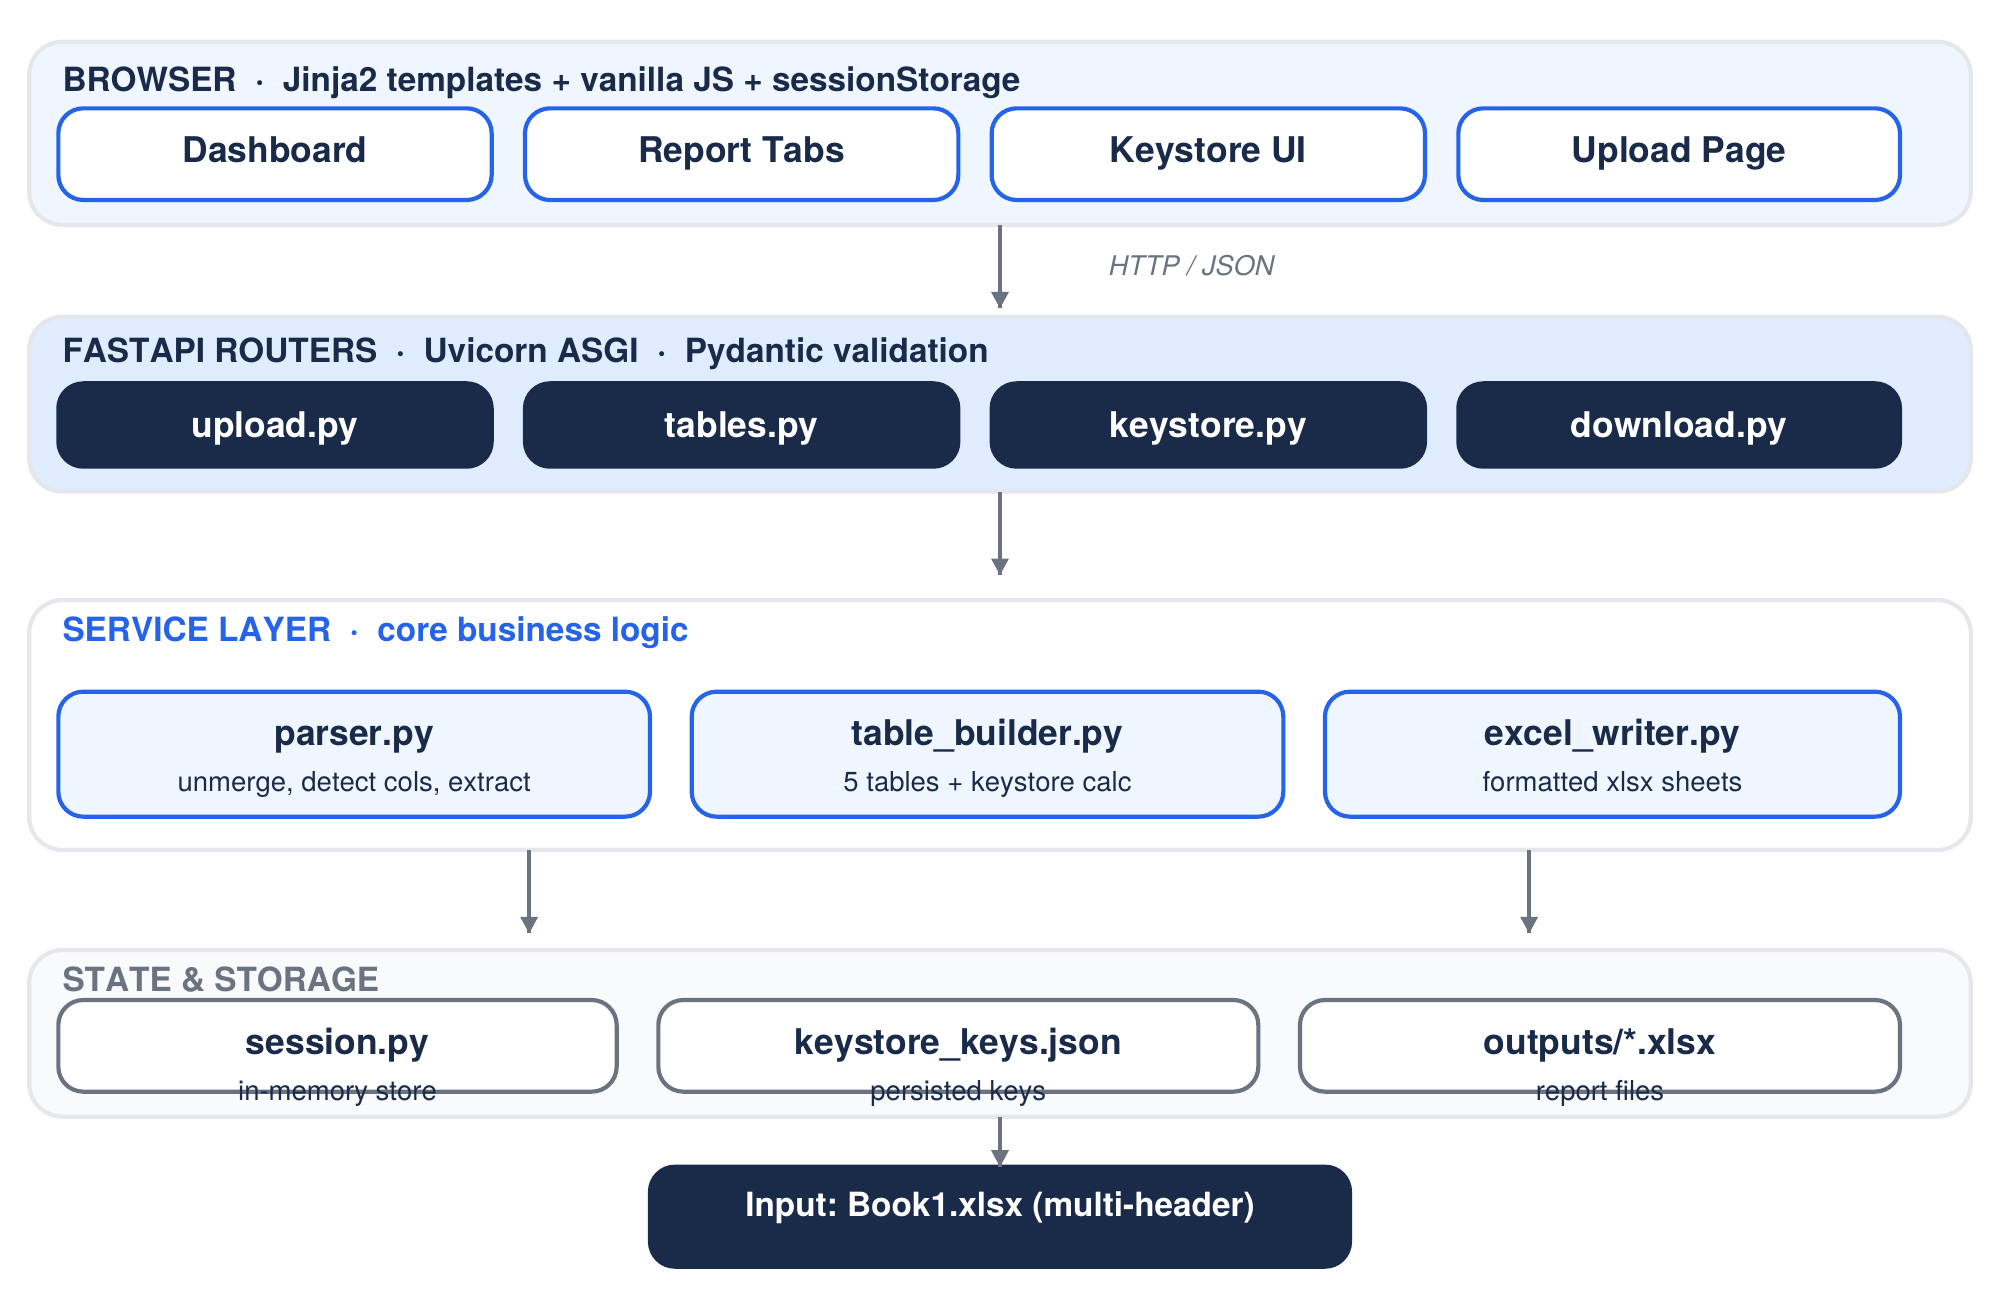 BROWSER · Jinja2 templates + vanilla JS + sessionStorage
Dashboard
Report Tabs
Keystore UI
Upload Page
HTTP / JSON
FASTAPI ROUTERS · Uvicorn ASGI · Pydantic validation
upload.py
tables.py
keystore.py
download.py
SERVICE LAYER · core business logic
parser.py
unmerge, detect cols, extract
table_builder.py
5 tables + keystore calc
excel_writer.py
formatted xlsx sheets
STATE & STORAGE
session.py
in-memory store
keystore_keys.json
persisted keys
outputs/*.xlsx
report files
Input: Book1.xlsx (multi-header)